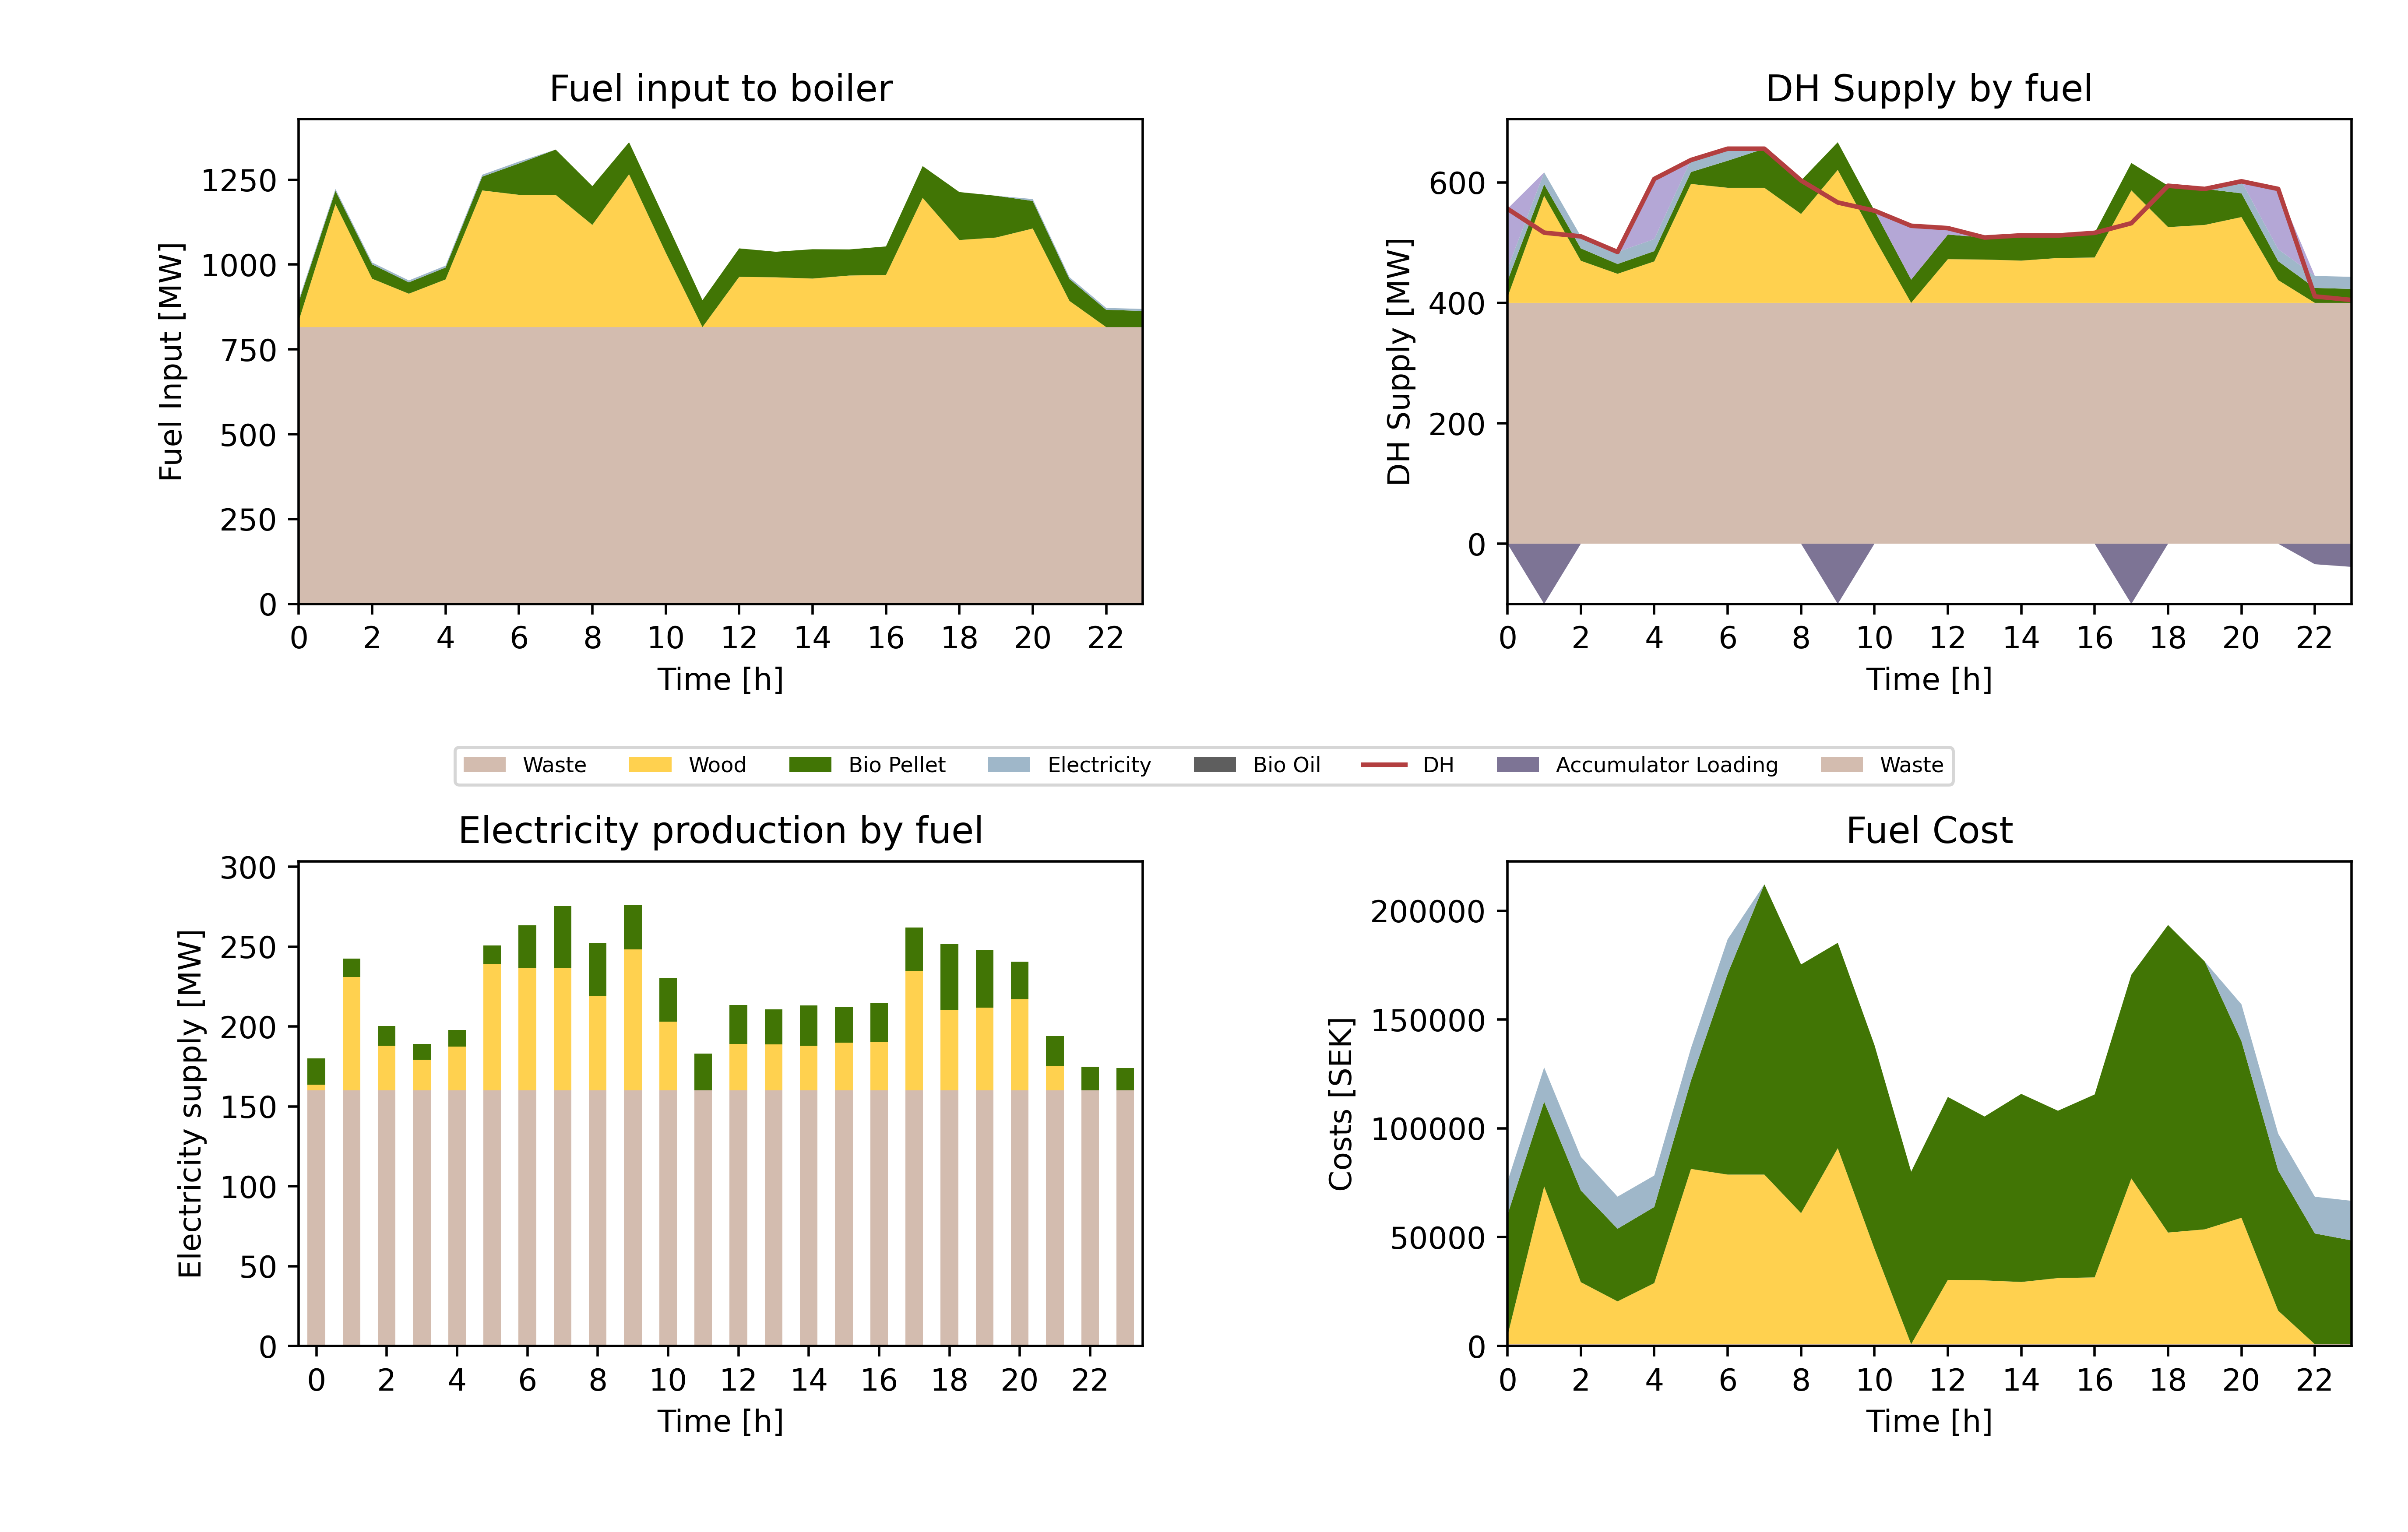 Fuel input to boiler
Fuel Input [MW]
1250
1000
750
500
250
0
0 2 4 6 8 10 12 14 16 18 20 22
Time [h]
DH Supply by fuel
DH Supply [MW]
600
400
200
0
0 2 4 6 8 10 12 14 16 18 20 22
Time [h]
Waste Wood Bio Pellet Electricity Bio Oil DH Accumulator Loading Waste
Electricity production by fuel
Electricity supply [MW]
300
250
200
150
100
50
0
0 2 4 6 8 10 12 14 16 18 20 22
Time [h]
Fuel Cost
Costs [SEK]
200000
150000
100000
50000
0
0 2 4 6 8 10 12 14 16 18 20 22
Time [h]